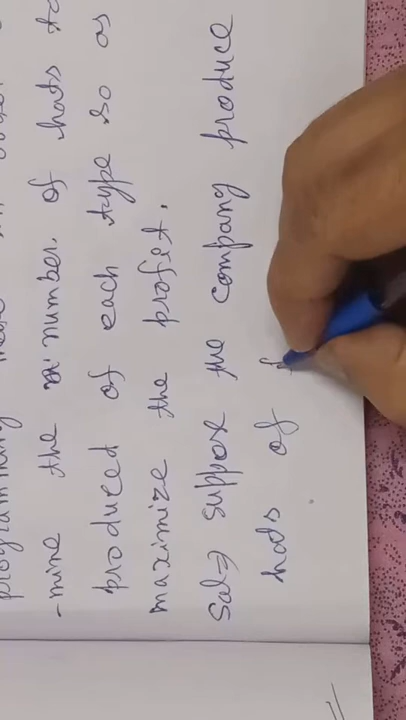 programming
-mine the number of hats to
produced of each type so as
maximize the profit.
Sol⇒ suppose the company produce
hats of f